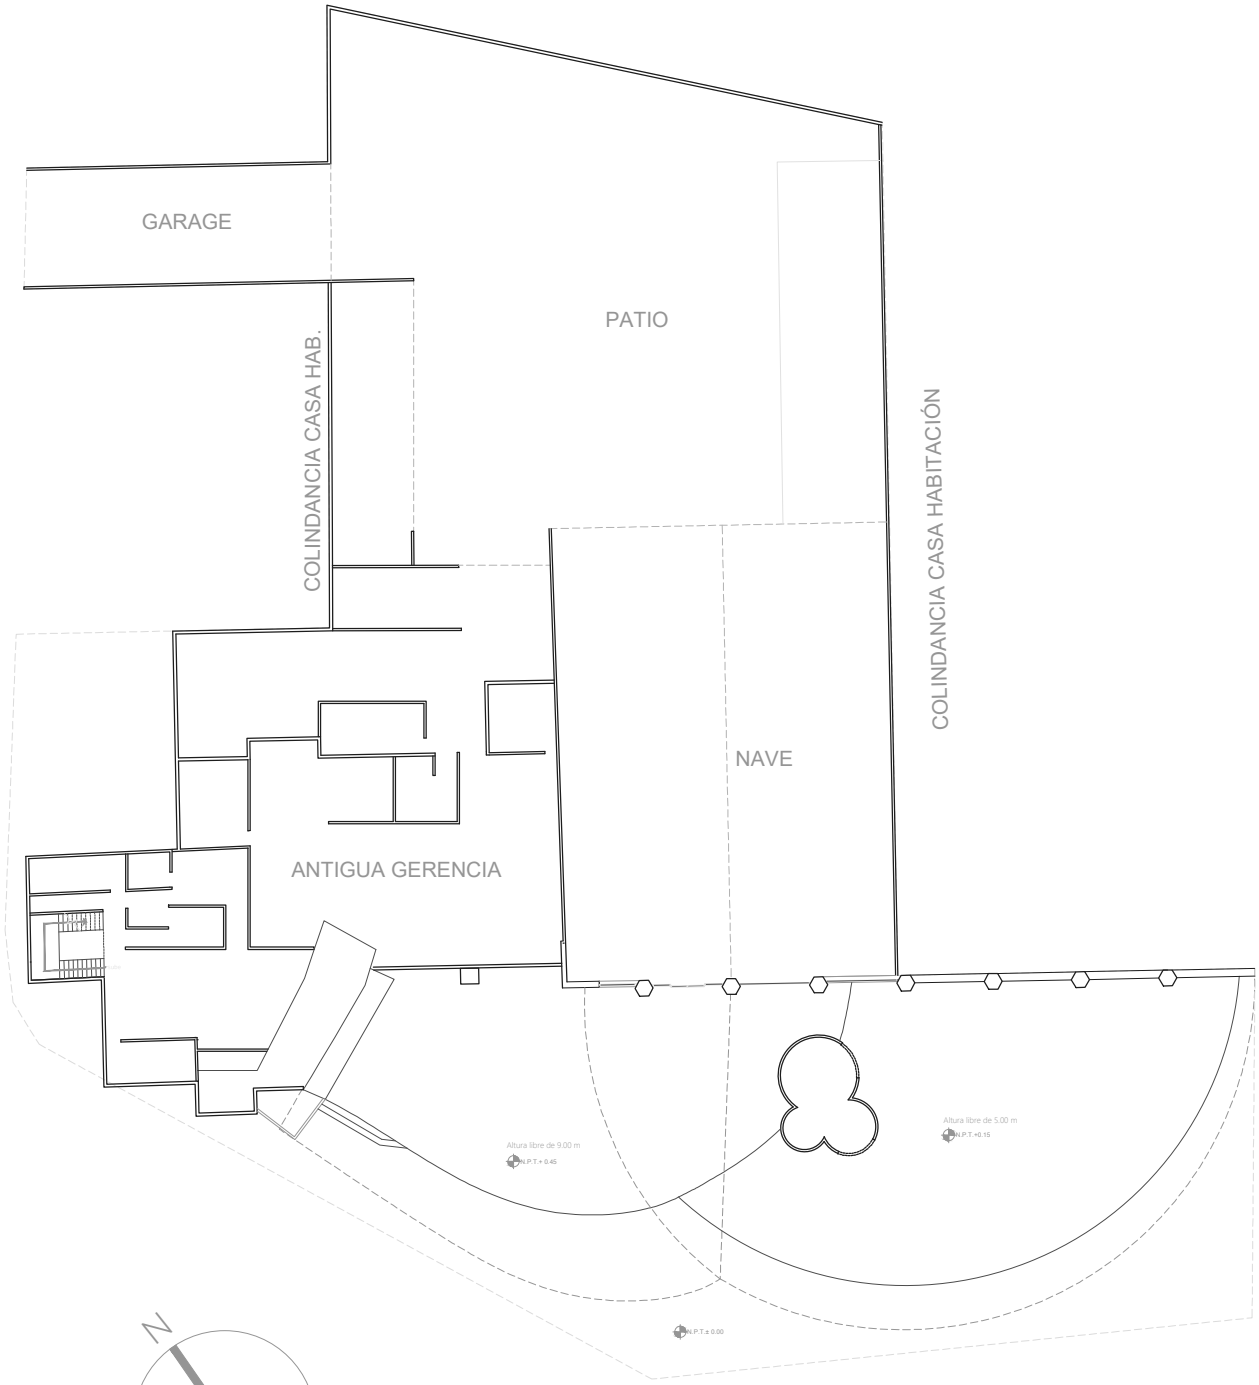 GARAGE
PATIO
COLINDANCIA CASA HAB.
COLINDANCIA CASA HABITACIÓN
NAVE
ANTIGUA GERENCIA
Altura libre de 5.00 m
N.P.T.+0.15
Altura libre de 9.00 m
N.P.T.+ 0.45
N.P.T.± 0.00
N